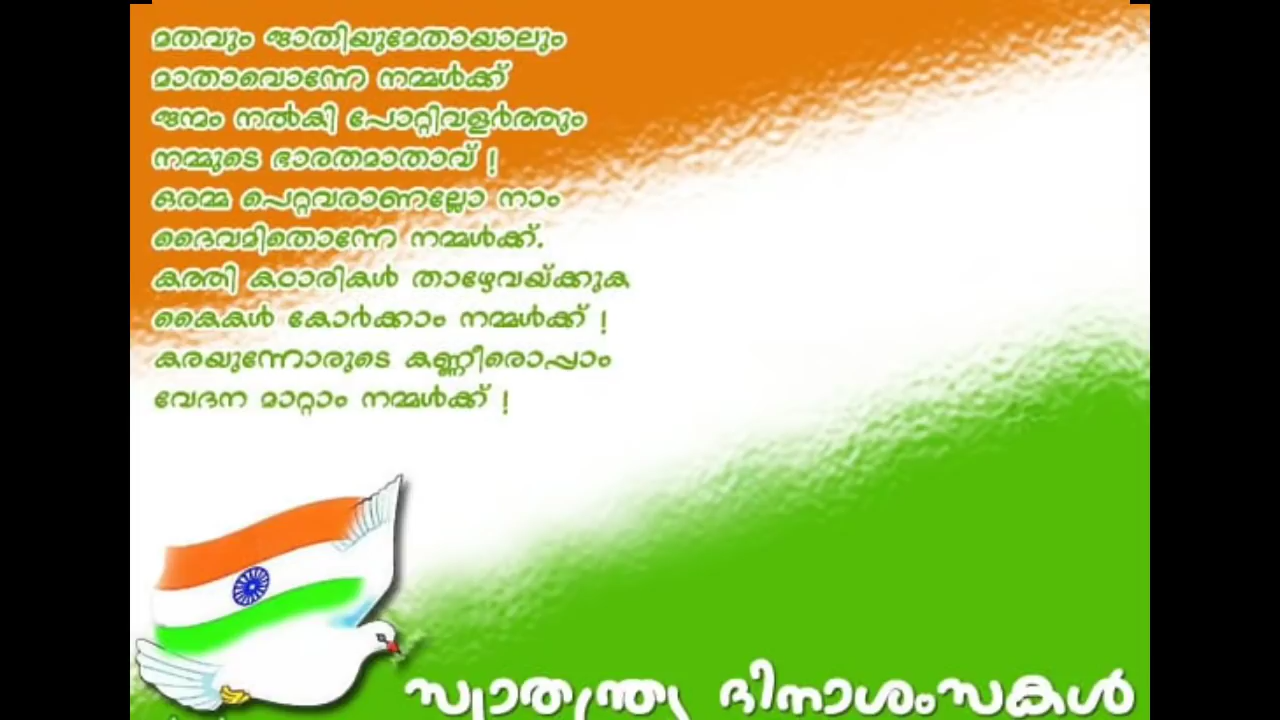 മതവും ജാതിയുമേതായാലും
മാതാവൊന്നേ നമ്മൾക്ക്
ജന്മം നൽകി പോറ്റിവളർത്തും
നമ്മുടെ ഭാരതമാതാവ് !
ഒരമ്മ പെറ്റവരാണല്ലോ നാം
ദൈവമിതൊന്നേ നമ്മൾക്ക്.
കത്തി കഠാരികൾ താഴേവയ്ക്കുക
കൈകൾ കോർക്കാം നമ്മൾക്ക് !
കരയുന്നോരുടെ കണ്ണീരൊപ്പാം
വേദന മാറ്റാം നമ്മൾക്ക് !
സ്വാതന്ത്ര്യ ദിനാശംസകൾ